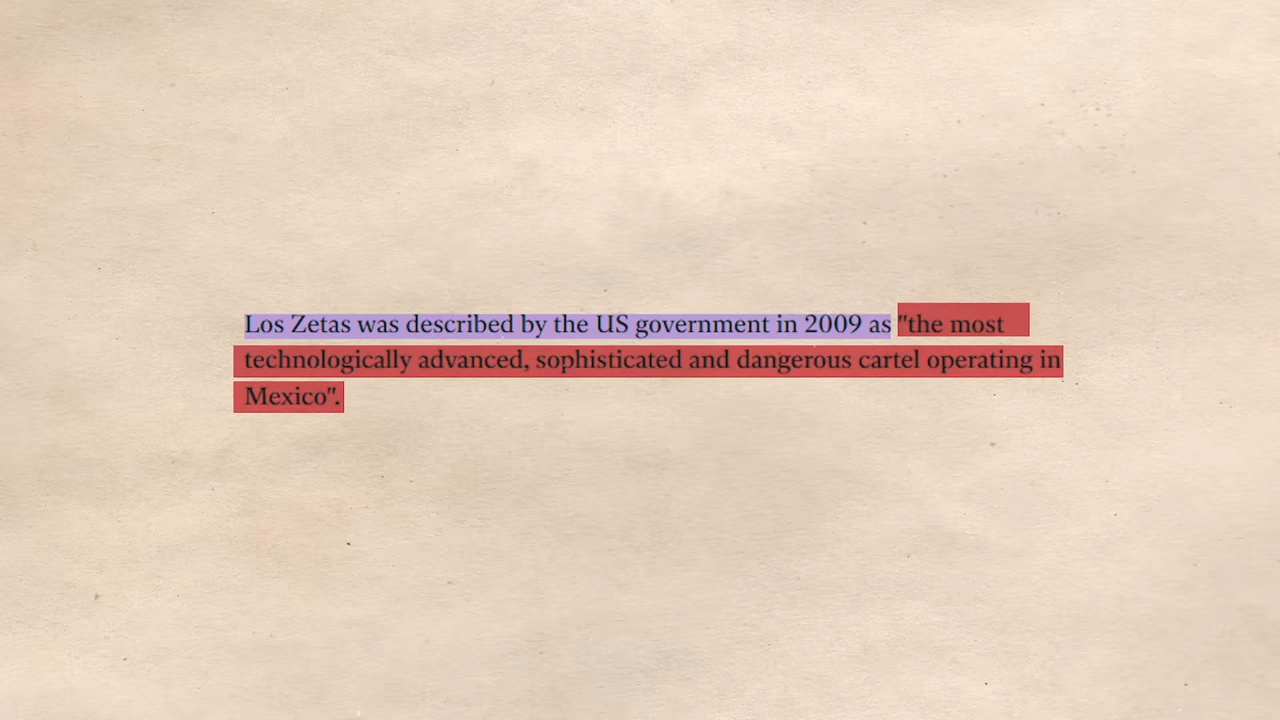 Los Zetas was described by the US government in 2009 as "the most
technologically advanced, sophisticated and dangerous cartel operating in
Mexico".